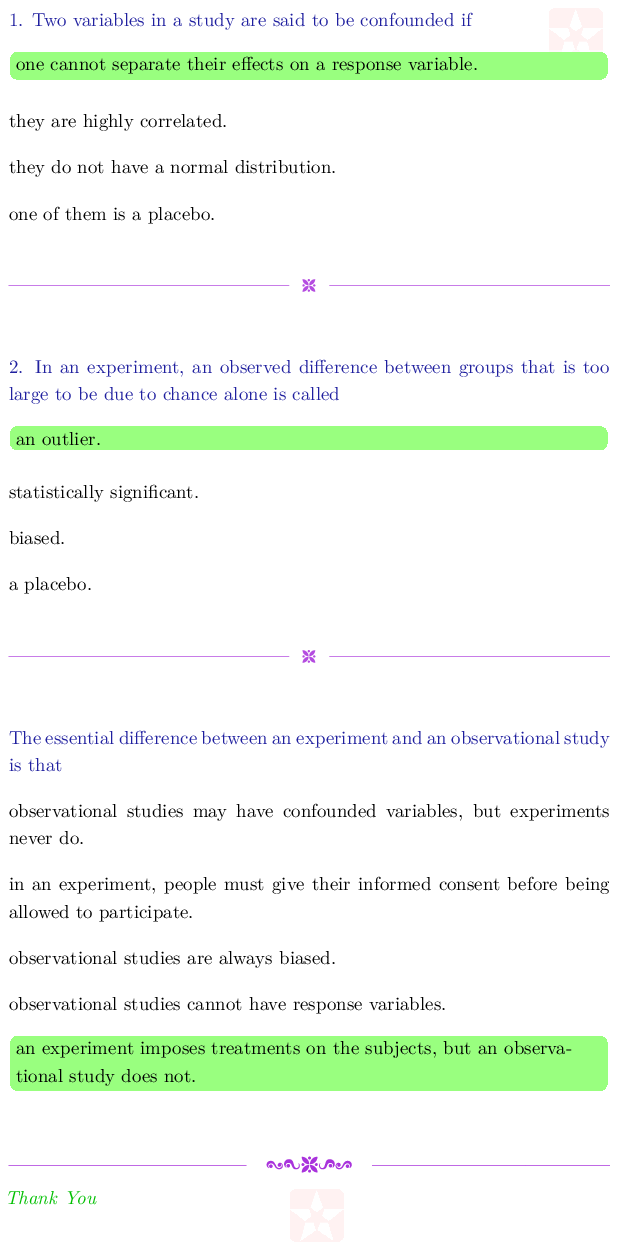 1. Two variables in a study are said to be confounded if
one cannot separate their effects on a response variable.
they are highly correlated.
they do not have a normal distribution.
one of them is a placebo.
2. In an experiment, an observed difference between groups that is too
large to be due to chance alone is called
an outlier.
statistically significant.
biased.
a placebo.
The essential difference between an experiment and an observational study
is that
observational studies may have confounded variables, but experiments
never do.
in an experiment, people must give their informed consent before being
allowed to participate.
observational studies are always biased.
observational studies cannot have response variables.
an experiment imposes treatments on the subjects, but an observa-
tional study does not.
Thank You